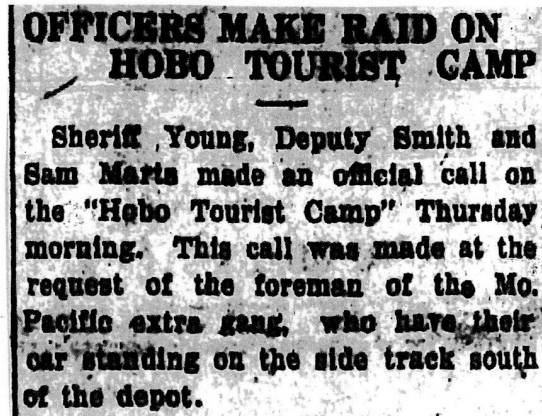 OFFICERS MAKE RAID ON
HOBO TOURIST CAMP
Sheriff Young, Deputy Smith and
Sam Marts made an official call on
the "Hobo Tourist Camp" Thursday
morning. This call was made at the
request of the foreman of the Mo.
Pacific extra gang, who have their
car standing on the side track south
of the depot.